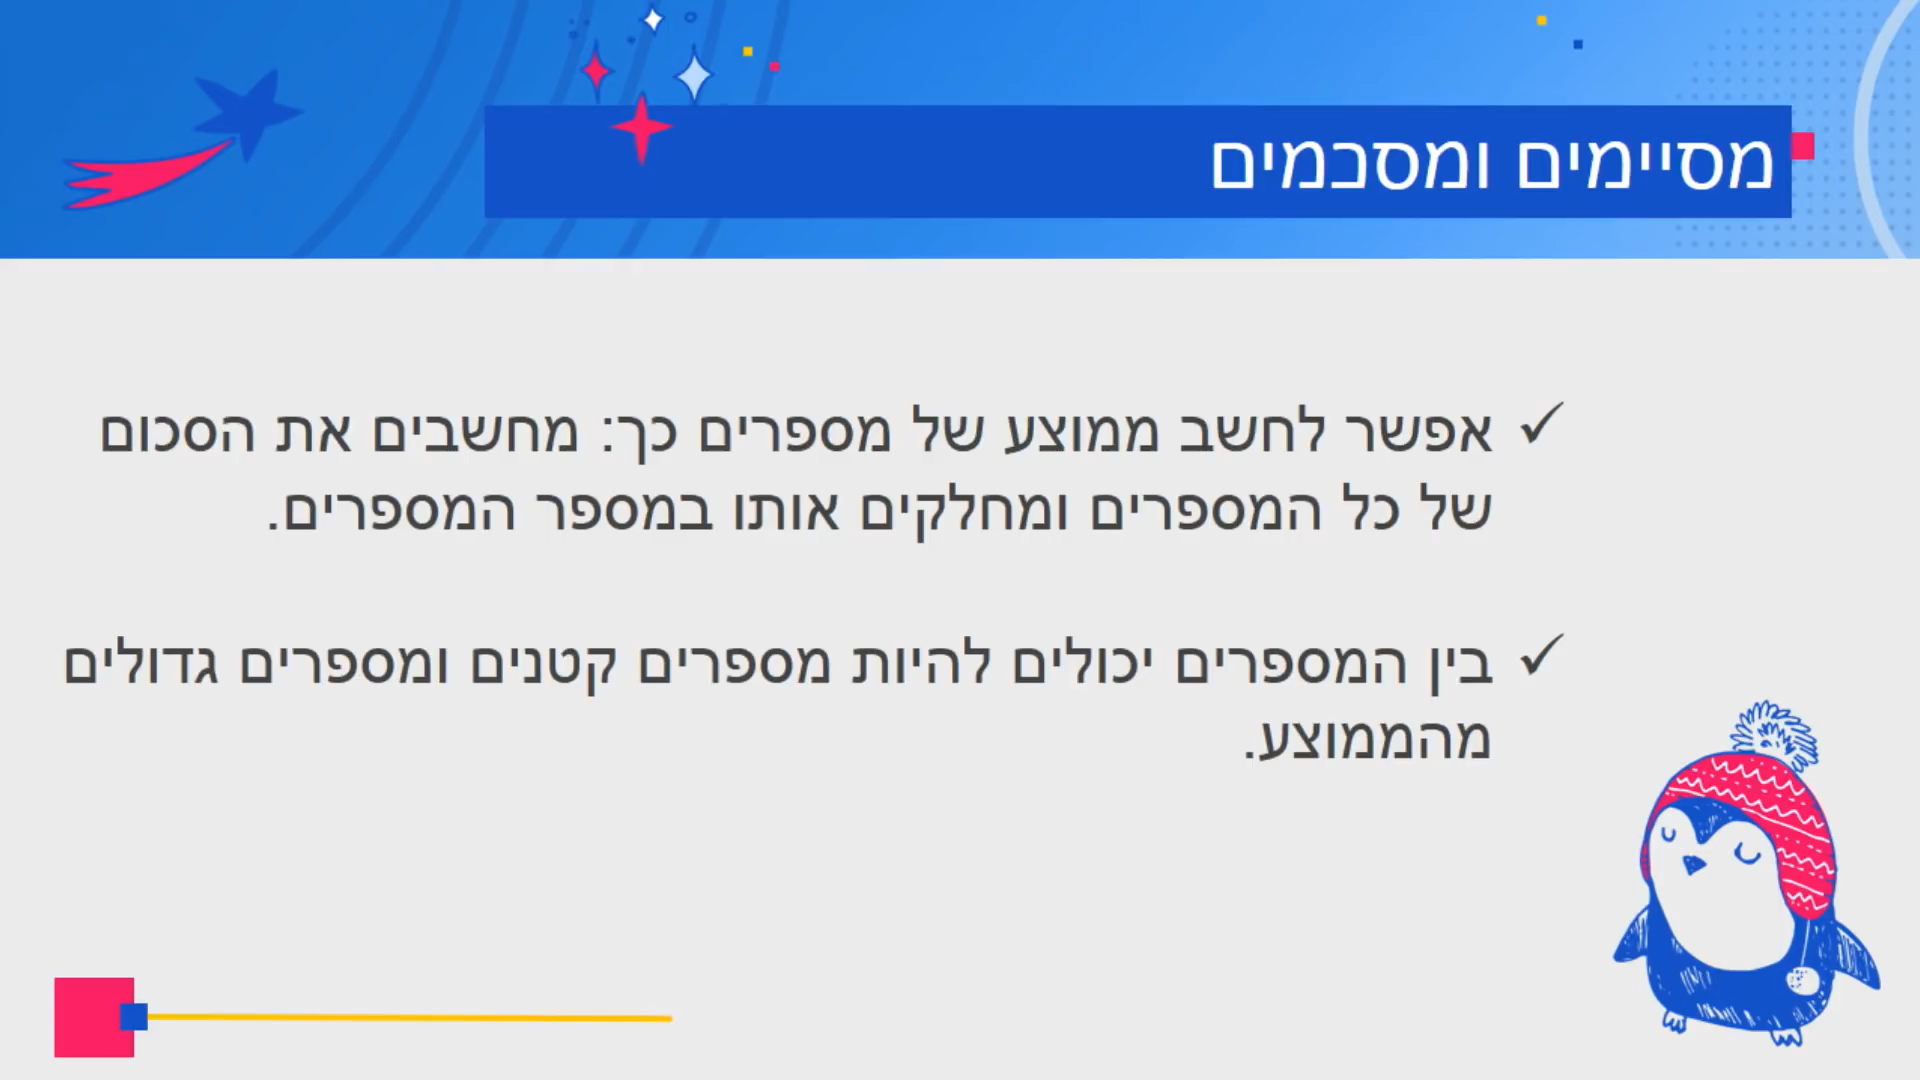 מסיימים ומסכמים
✓ אפשר לחשב ממוצע של מספרים כך: מחשבים את הסכום
של כל המספרים ומחלקים אותו במספר המספרים.
✓ בין המספרים יכולים להיות מספרים קטנים ומספרים גדולים
מהממוצע.